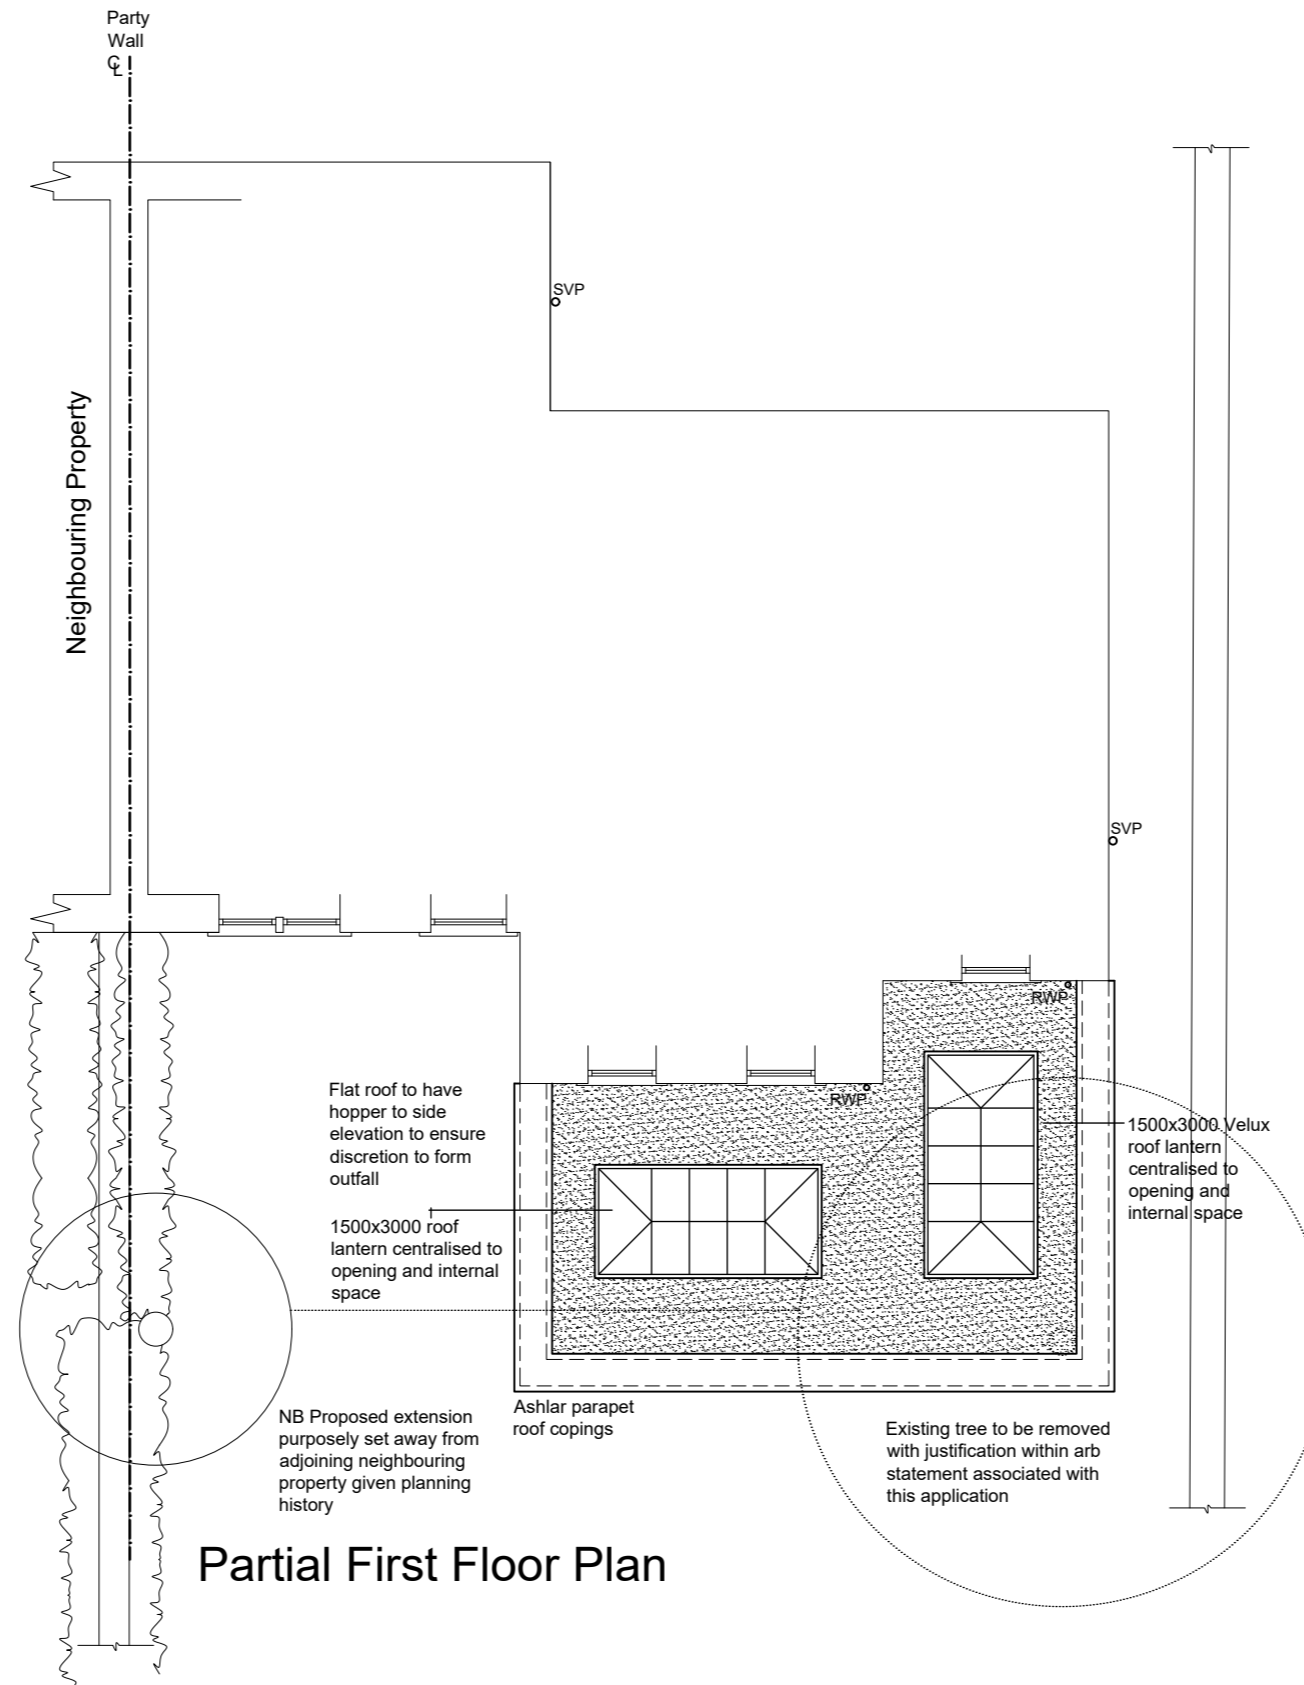 Party
Wall
℄
SVP
Neighbouring Property
SVP
RWP
RWP
Flat roof to have
hopper to side
elevation to ensure
discretion to form
outfall
1500x3000 Velux
roof lantern
centralised to
opening and
internal space
1500x3000 roof
lantern centralised to
opening and internal
space
Ashlar parapet
roof copings
NB Proposed extension
purposely set away from
adjoining neighbouring
property given planning
history
Existing tree to be removed
with justification within arb
statement associated with
this application
Partial First Floor Plan